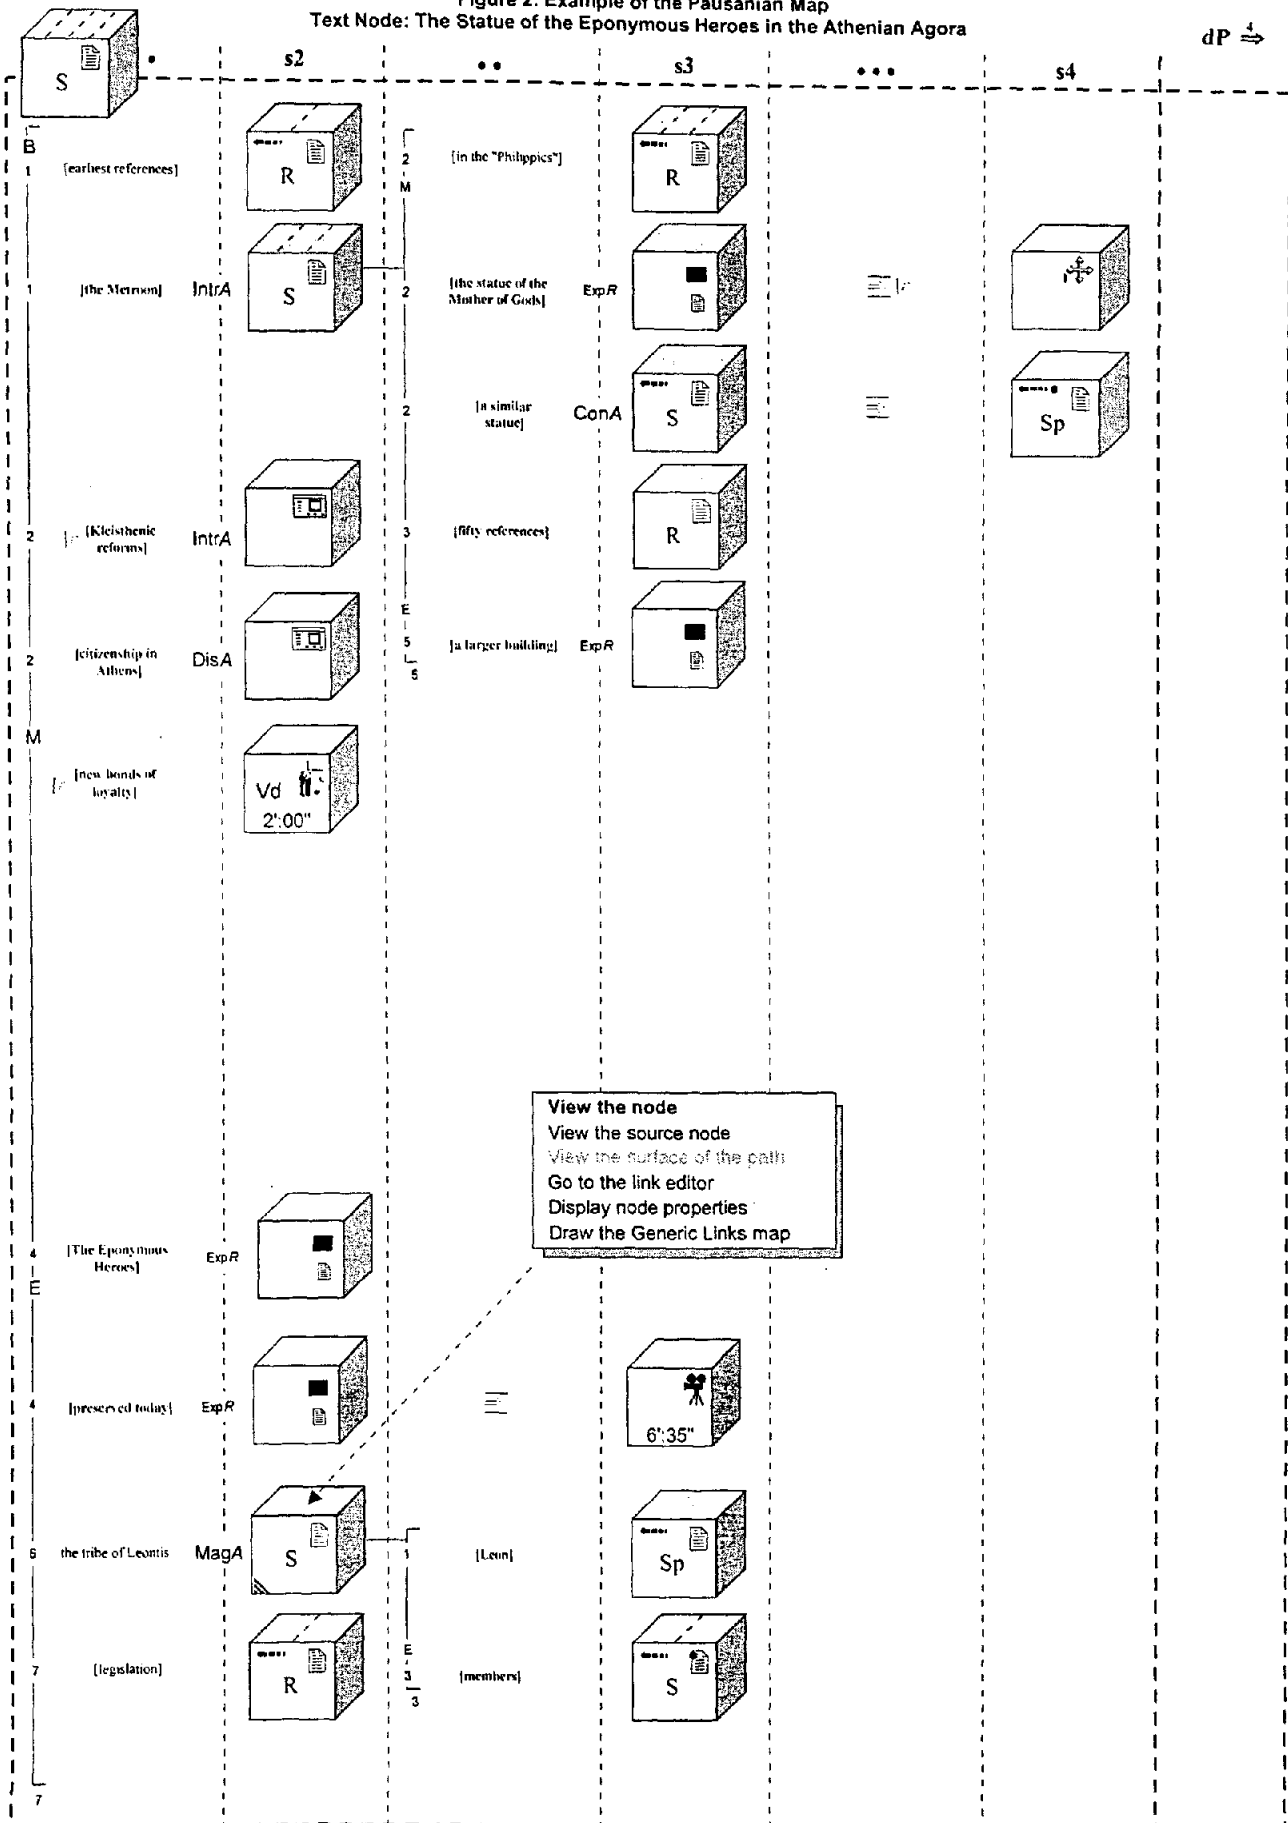 Figure 2: Example of the Pausanian Map
Text Node: The Statue of the Eponymous Heroes in the Athenian Agora
dP 4
S
s2
s3
s4
B
1
[earliest references]
R
2
M
[in the "Philippics"]
R
1
[the Metroon]
IntrA
S
2
[the statue of the
Mother of Gods]
ExpR
2
[a similar
statue]
ConA
S
Sp
2
[Kleisthenic
reforms]
IntrA
3
[fifty references]
R
2
[citizenship in
Athens]
DisA
E
5
5
[a larger building]
ExpR
M
[new bonds of
loyalty]
Vd
2':00"
View the node
View the source node
View the surface of the path
Go to the link editor
Display node properties
Draw the Generic Links map
4
[The Eponymous
Heroes]
ExpR
E
4
[preserved today]
ExpR
6':35"
6
the tribe of Leontis
MagA
S
1
[Leon]
Sp
7
[legislation]
R
E
3
3
[members]
S
7